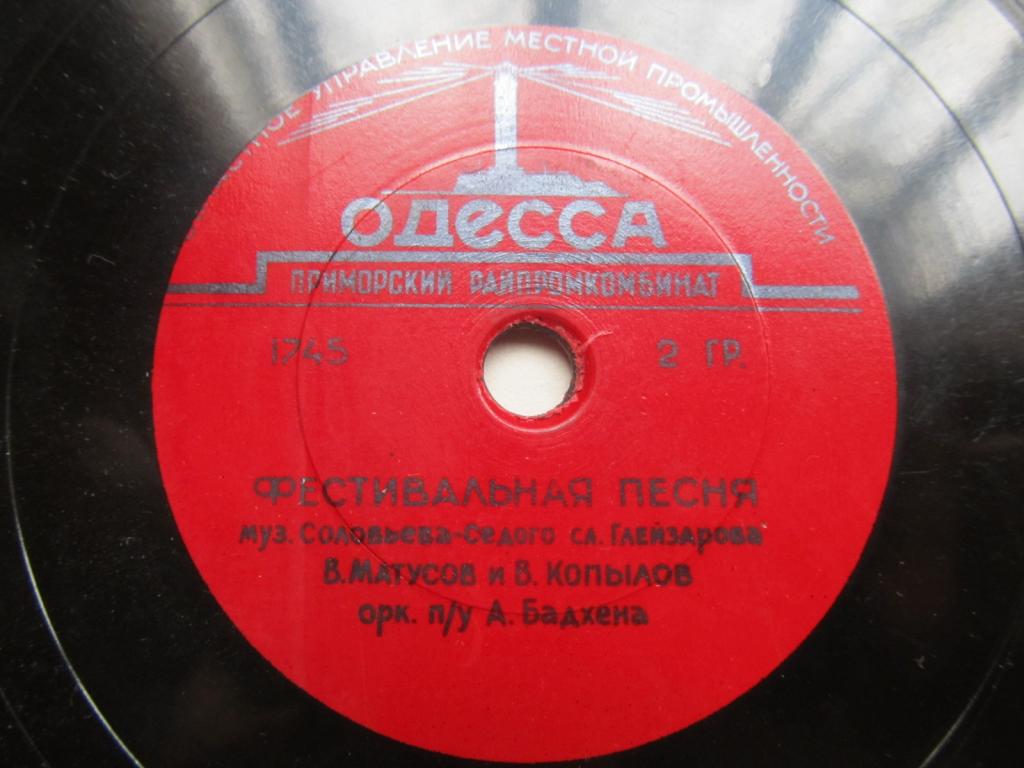 УПРАВЛЕНИЕ МЕСТНОЙ ПРОМЫШЛЕННОСТИ
ОДЕССА
ПРИМОРСКИЙ РАЙПРОМКОМБИНАТ
1745 2 ГР.
ФЕСТИВАЛЬНАЯ ПЕСНЯ
муз. Соловьева-Седого сл. Глейзарова
В. Матусов и В. Копылов
орк. п/у А. Бадхена